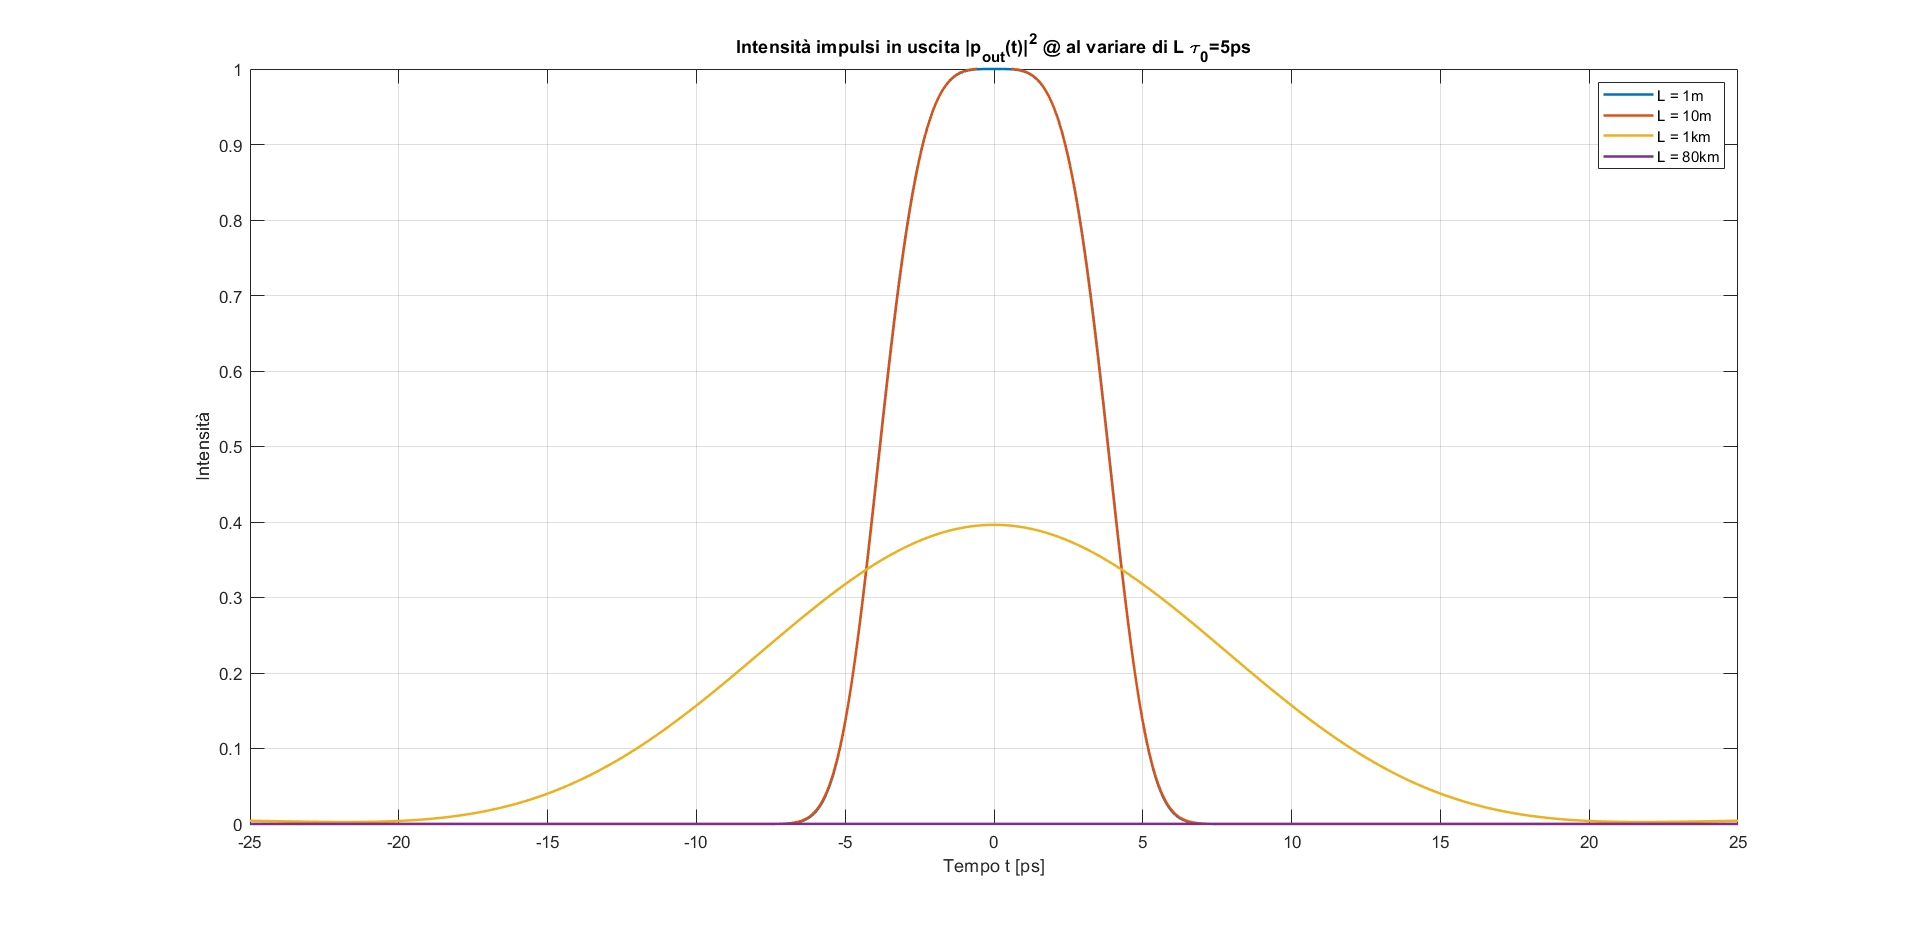 Intensità impulsi in uscita |p_out(t)|² @ al variare di L τ₀=5ps
L = 1m
L = 10m
L = 1km
L = 80km
1
0.9
0.8
0.7
0.6
0.5
0.4
0.3
0.2
0.1
0
Intensità
-25 -20 -15 -10 -5 0 5 10 15 20 25
Tempo t [ps]